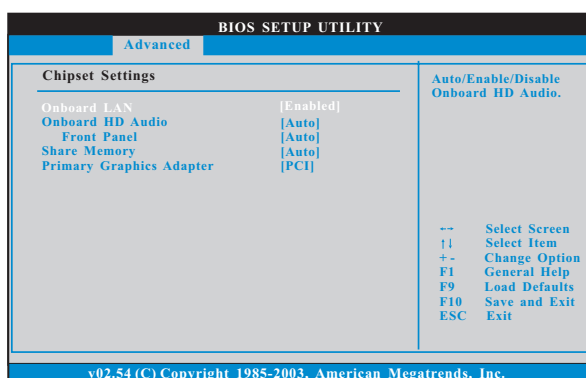 BIOS SETUP UTILITY
Advanced
Chipset Settings
Onboard LAN [Enabled]
Onboard HD Audio [Auto]
Front Panel [Auto]
Share Memory [Auto]
Primary Graphics Adapter [PCI]
Auto/Enable/Disable
Onboard HD Audio.
←→ Select Screen
↑↓ Select Item
+ - Change Option
F1 General Help
F9 Load Defaults
F10 Save and Exit
ESC Exit
v02.54 (C) Copyright 1985-2003, American Megatrends, Inc.